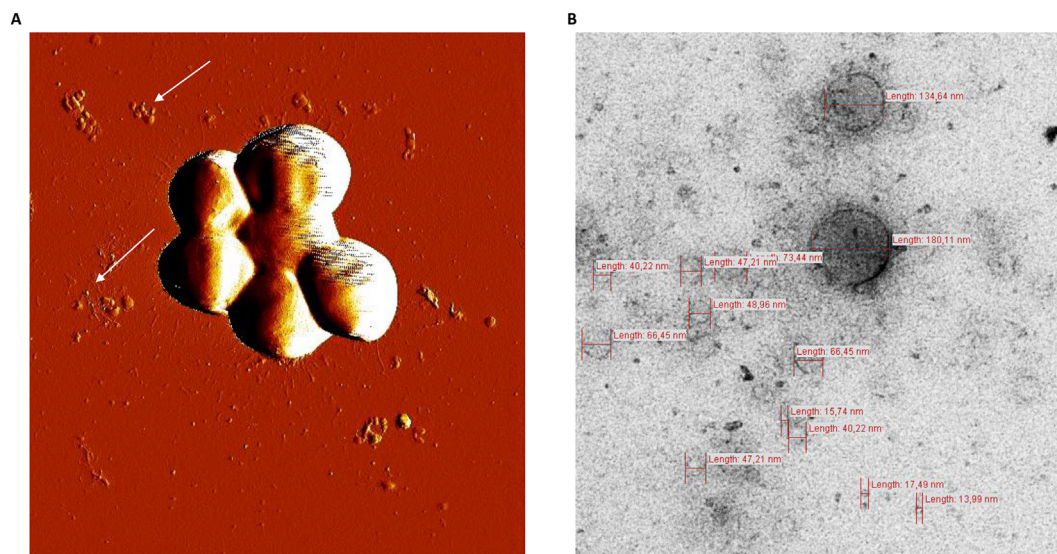 A
B
Length: 134,64 nm
Length: 180,11 nm
Length: 40,22 nm
Length: 47,21 nm
73,44 nm
Length: 48,96 nm
Length: 66,45 nm
Length: 66,45 nm
Length: 15,74 nm
Length: 40,22 nm
Length: 47,21 nm
Length: 17,49 nm
Length: 13,99 nm